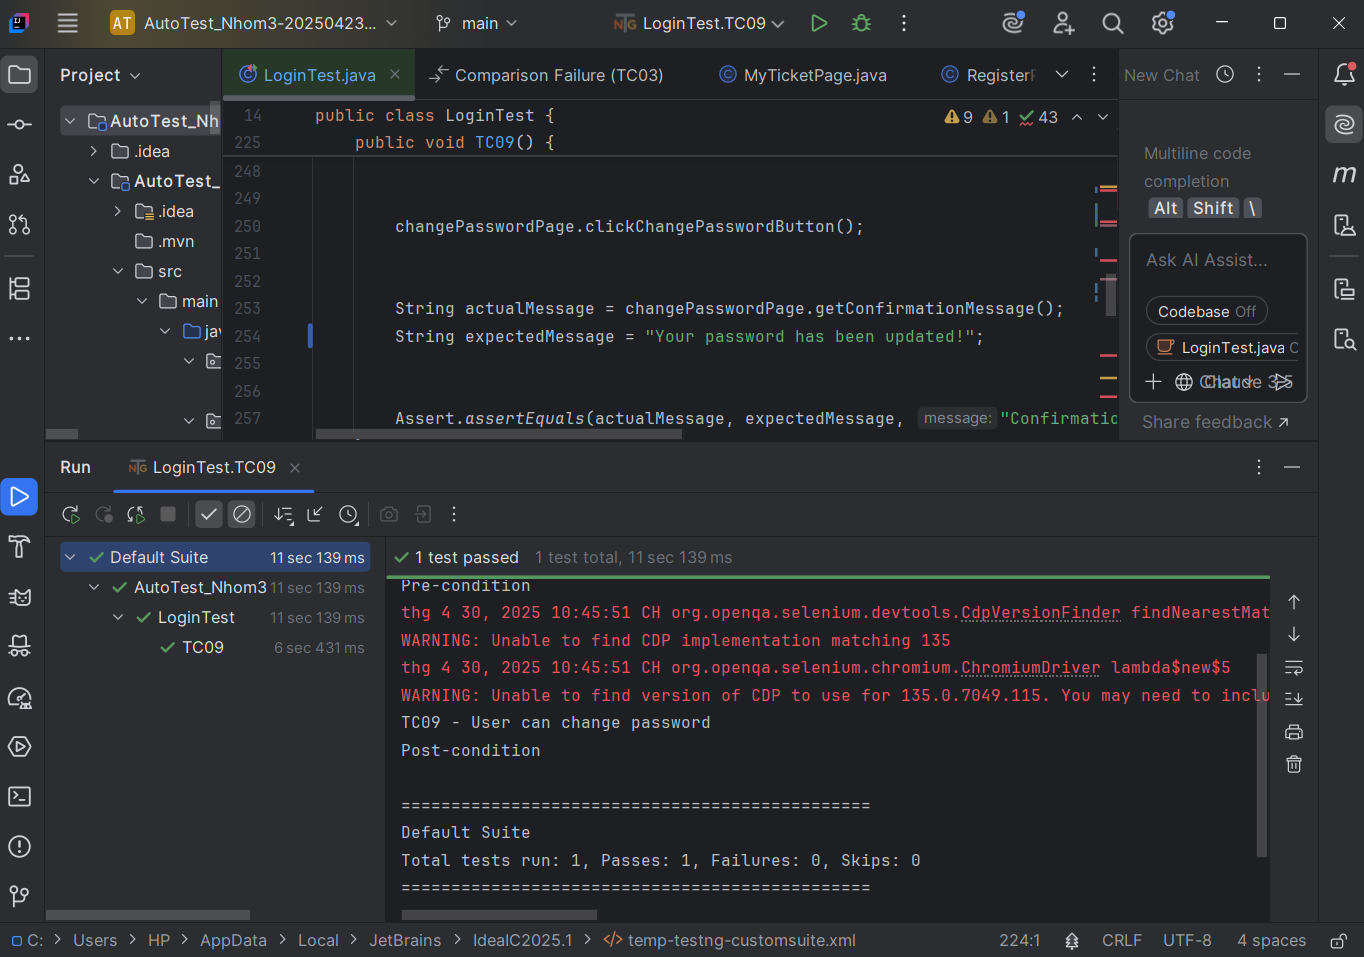 AT AutoTest_Nhom3-20250423... main LoginTest.TC09
Project
LoginTest.java
Comparison Failure (TC03)
MyTicketPage.java
Register
New Chat
AutoTest_Nh
.idea
AutoTest_
.idea
.mvn
src
main
14 public class LoginTest {
9 1 43
225 public void TC09() {
248
249
250 changePasswordPage.clickChangePasswordButton();
251
252
253 String actualMessage = changePasswordPage.getConfirmationMessage();
254 String expectedMessage = "Your password has been updated!";
255
256
257 Assert.assertEquals(actualMessage, expectedMessage, message: "Confirmatio
Multiline code
completion
Alt Shift \
Ask AI Assist...
Codebase Off
LoginTest.java
Share feedback ↗
Run LoginTest.TC09
Default Suite 11 sec 139 ms
AutoTest_Nhom3 11 sec 139 ms
LoginTest 11 sec 139 ms
TC09 6 sec 431 ms
1 test passed 1 test total, 11 sec 139 ms
Pre-condition
thg 4 30, 2025 10:45:51 CH org.openqa.selenium.devtools.CdpVersionFinder findNearestMat
WARNING: Unable to find CDP implementation matching 135
thg 4 30, 2025 10:45:51 CH org.openqa.selenium.chromium.ChromiumDriver lambda$new$5
WARNING: Unable to find version of CDP to use for 135.0.7049.115. You may need to inclu
TC09 - User can change password
Post-condition
===============================================
Default Suite
Total tests run: 1, Passes: 1, Failures: 0, Skips: 0
===============================================
C: > Users > HP > AppData > Local > JetBrains > IdeaIC2025.1 > temp-testng-customsuite.xml
224:1 CRLF UTF-8 4 spaces